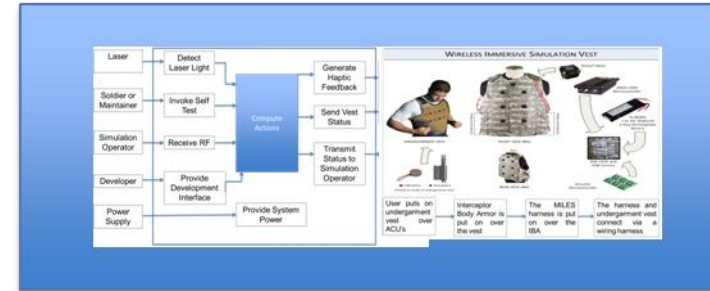 Laser
Soldier or
Maintainer
Simulation
Operator
Developer
Power
Supply
Detect
Laser Light
Invoke Self
Test
Receive RF
Provide
Development
Interface
Compute
Actions
Generate
Haptic
Feedback
Send Vest
Status
Transmit
Status to
Simulation
Operator
Provide System
Power
WIRELESS IMMERSIVE SIMULATION VEST
User puts on
undergarment
vest over
ACU's
Interceptor
Body Armor is
put on over
the vest
The MILES
harness is put
on over the
IBA
The harness and
undergarment vest
connect via a
wiring harness